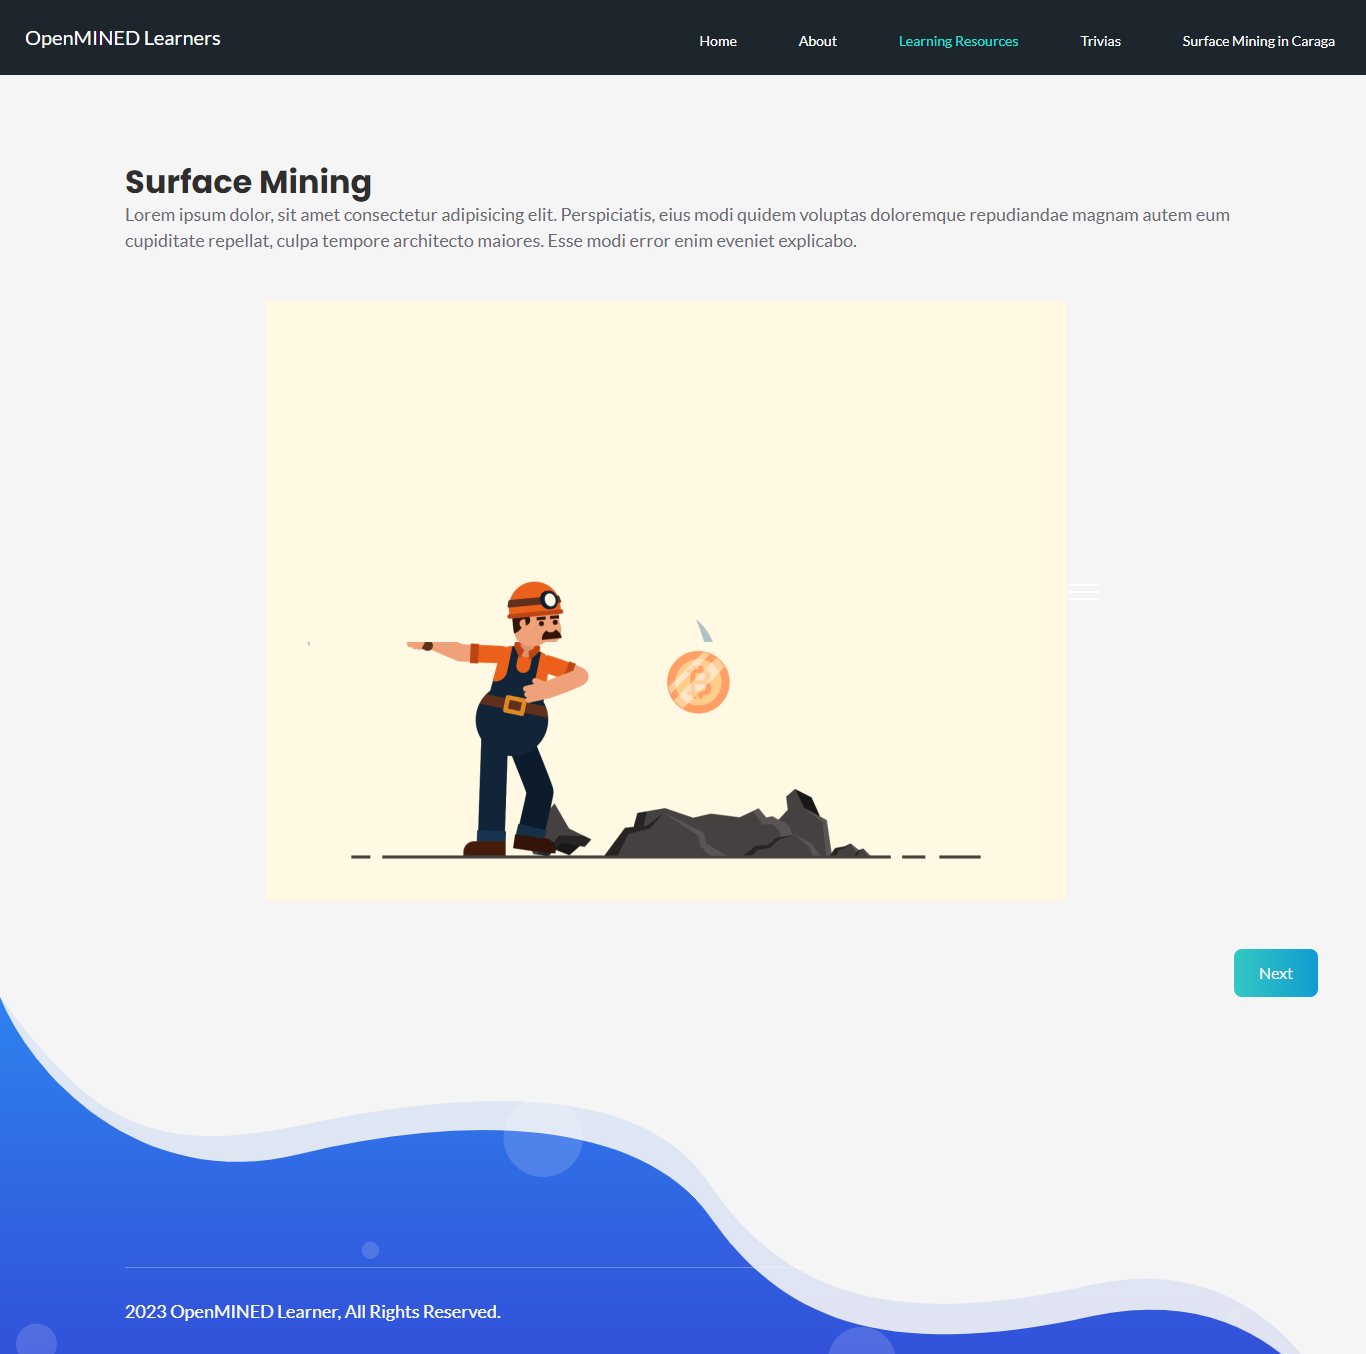 OpenMINED Learners
Home
About
Learning Resources
Trivias
Surface Mining in Caraga
Surface Mining
Lorem ipsum dolor, sit amet consectetur adipisicing elit. Perspiciatis, eius modi quidem voluptas doloremque repudiandae magnam autem eum
cupiditate repellat, culpa tempore architecto maiores. Esse modi error enim eveniet explicabo.
Next
2023 OpenMINED Learner, All Rights Reserved.